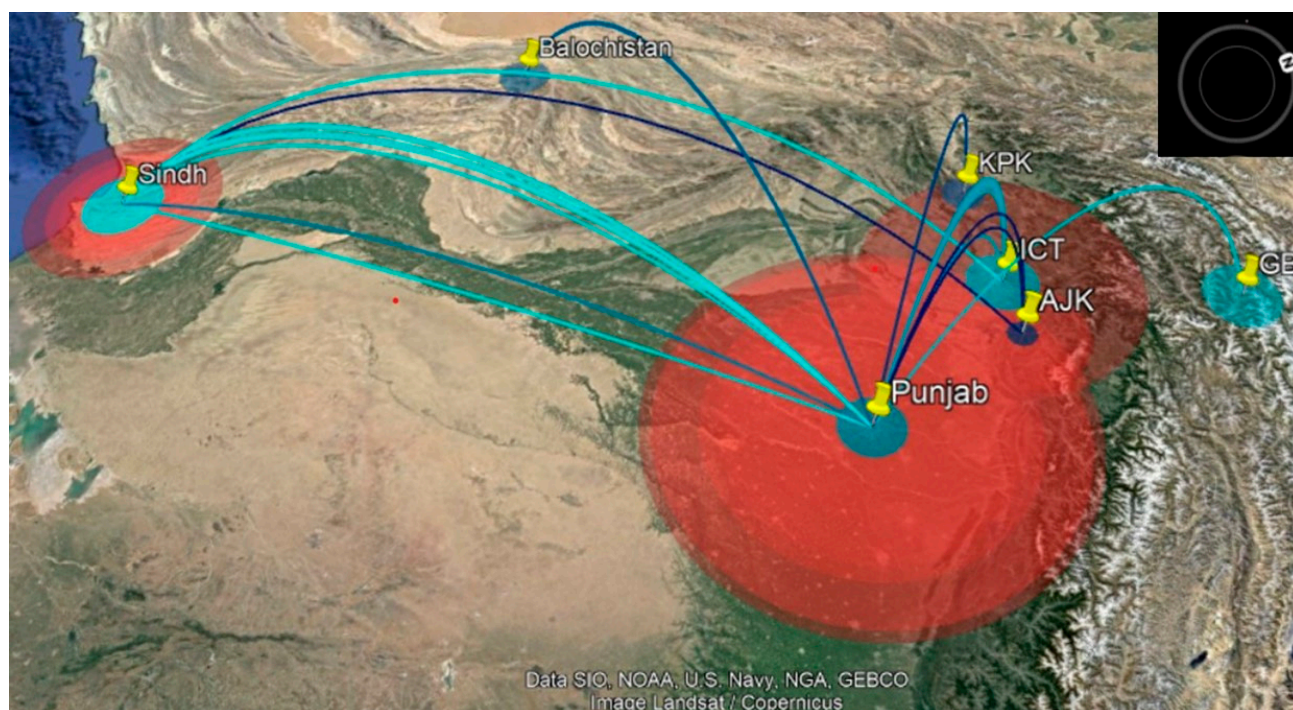 Balochistan
Sindh
KPK
ICT
GB
AJK
Punjab
Data SIO, NOAA, U.S. Navy, NGA, GEBCO
Image Landsat / Copernicus
N